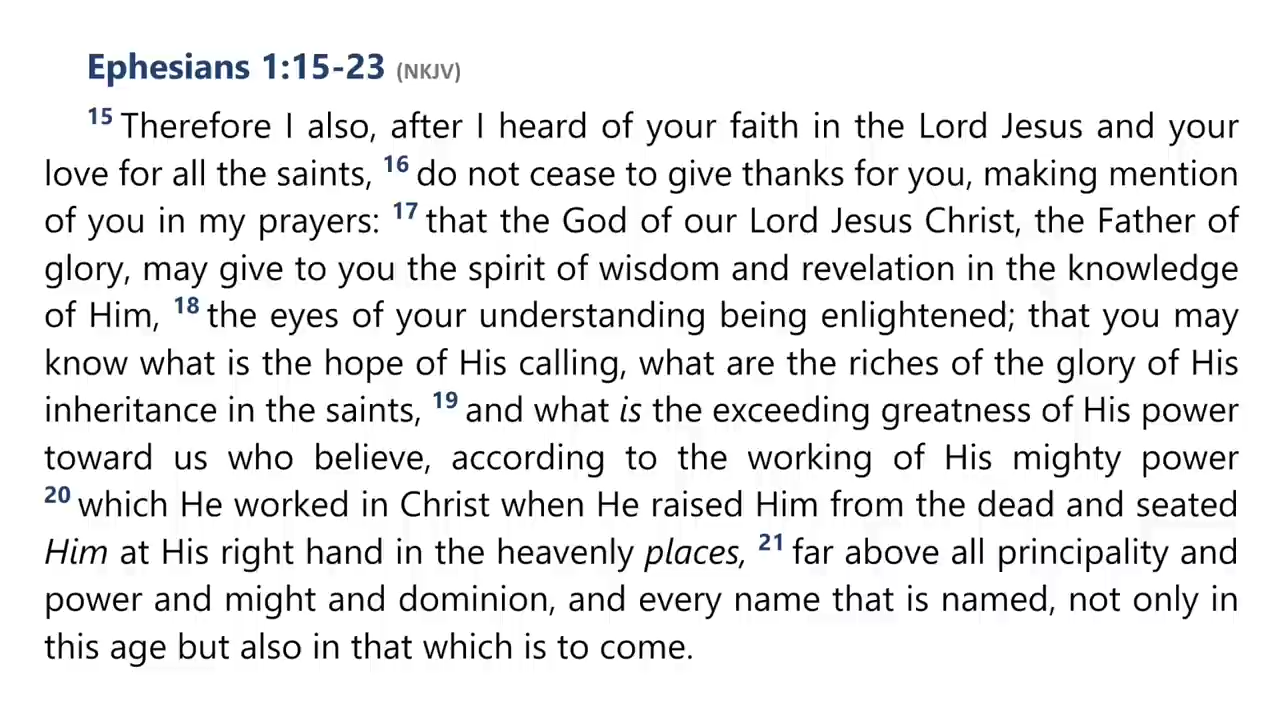 Ephesians 1:15-23 (NKJV)
15 Therefore I also, after I heard of your faith in the Lord Jesus and your
love for all the saints, 16 do not cease to give thanks for you, making mention
of you in my prayers: 17 that the God of our Lord Jesus Christ, the Father of
glory, may give to you the spirit of wisdom and revelation in the knowledge
of Him, 18 the eyes of your understanding being enlightened; that you may
know what is the hope of His calling, what are the riches of the glory of His
inheritance in the saints, 19 and what is the exceeding greatness of His power
toward us who believe, according to the working of His mighty power
20 which He worked in Christ when He raised Him from the dead and seated
Him at His right hand in the heavenly places, 21 far above all principality and
power and might and dominion, and every name that is named, not only in
this age but also in that which is to come.